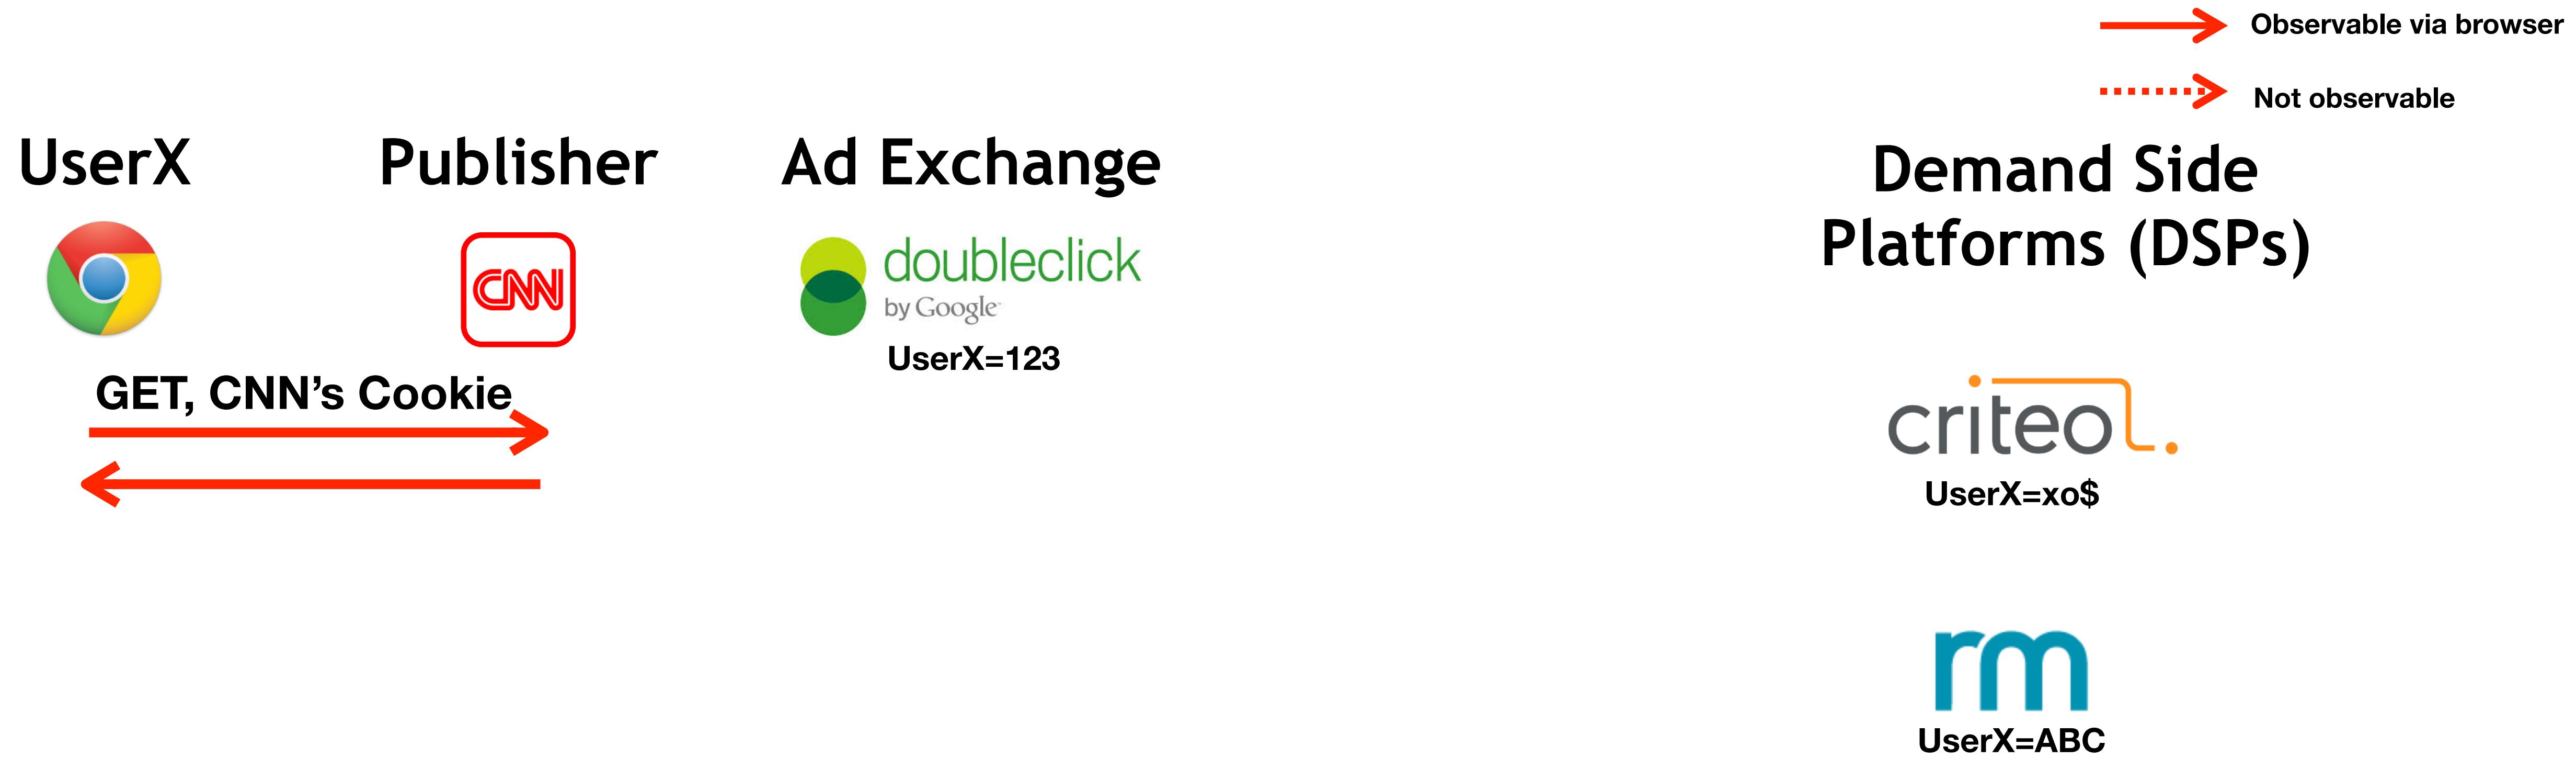 Observable via browser
Not observable
UserX
Publisher
Ad Exchange
Demand Side
Platforms (DSPs)
CNN
doubleclick
by Google
UserX=123
GET, CNN’s Cookie
criteo
UserX=xo$
rm
UserX=ABC